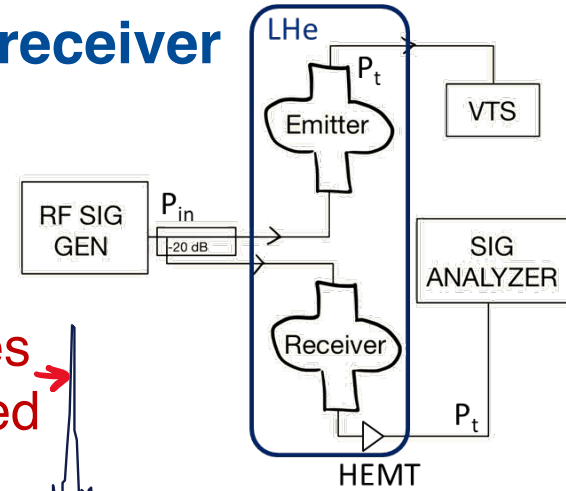 receiver
LHe
Pt
Emitter
VTS
RF SIG
GEN
Pin
-20 dB
SIG
ANALYZER
es
ed
Receiver
Pt
HEMT